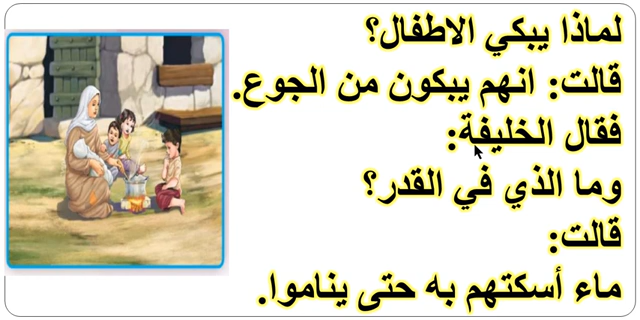 لماذا يبكي الاطفال؟
قالت: انهم يبكون من الجوع.
فقال الخليفة:
وما الذي في القدر؟
قالت:
ماء أسكتهم به حتى يناموا.